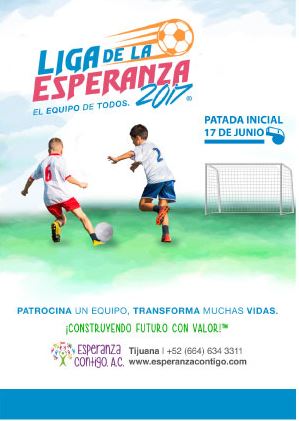 LIGA DE LA
ESPERANZA
EL EQUIPO DE TODOS. 2017®
PATADA INICIAL
17 DE JUNIO
6
2
PATROCINA UN EQUIPO, TRANSFORMA MUCHAS VIDAS.
¡CONSTRUYENDO FUTURO CON VALOR!™
Esperanza
Contigo, A.C.
Tijuana | +52 (664) 634 3311
www.esperanzacontigo.com